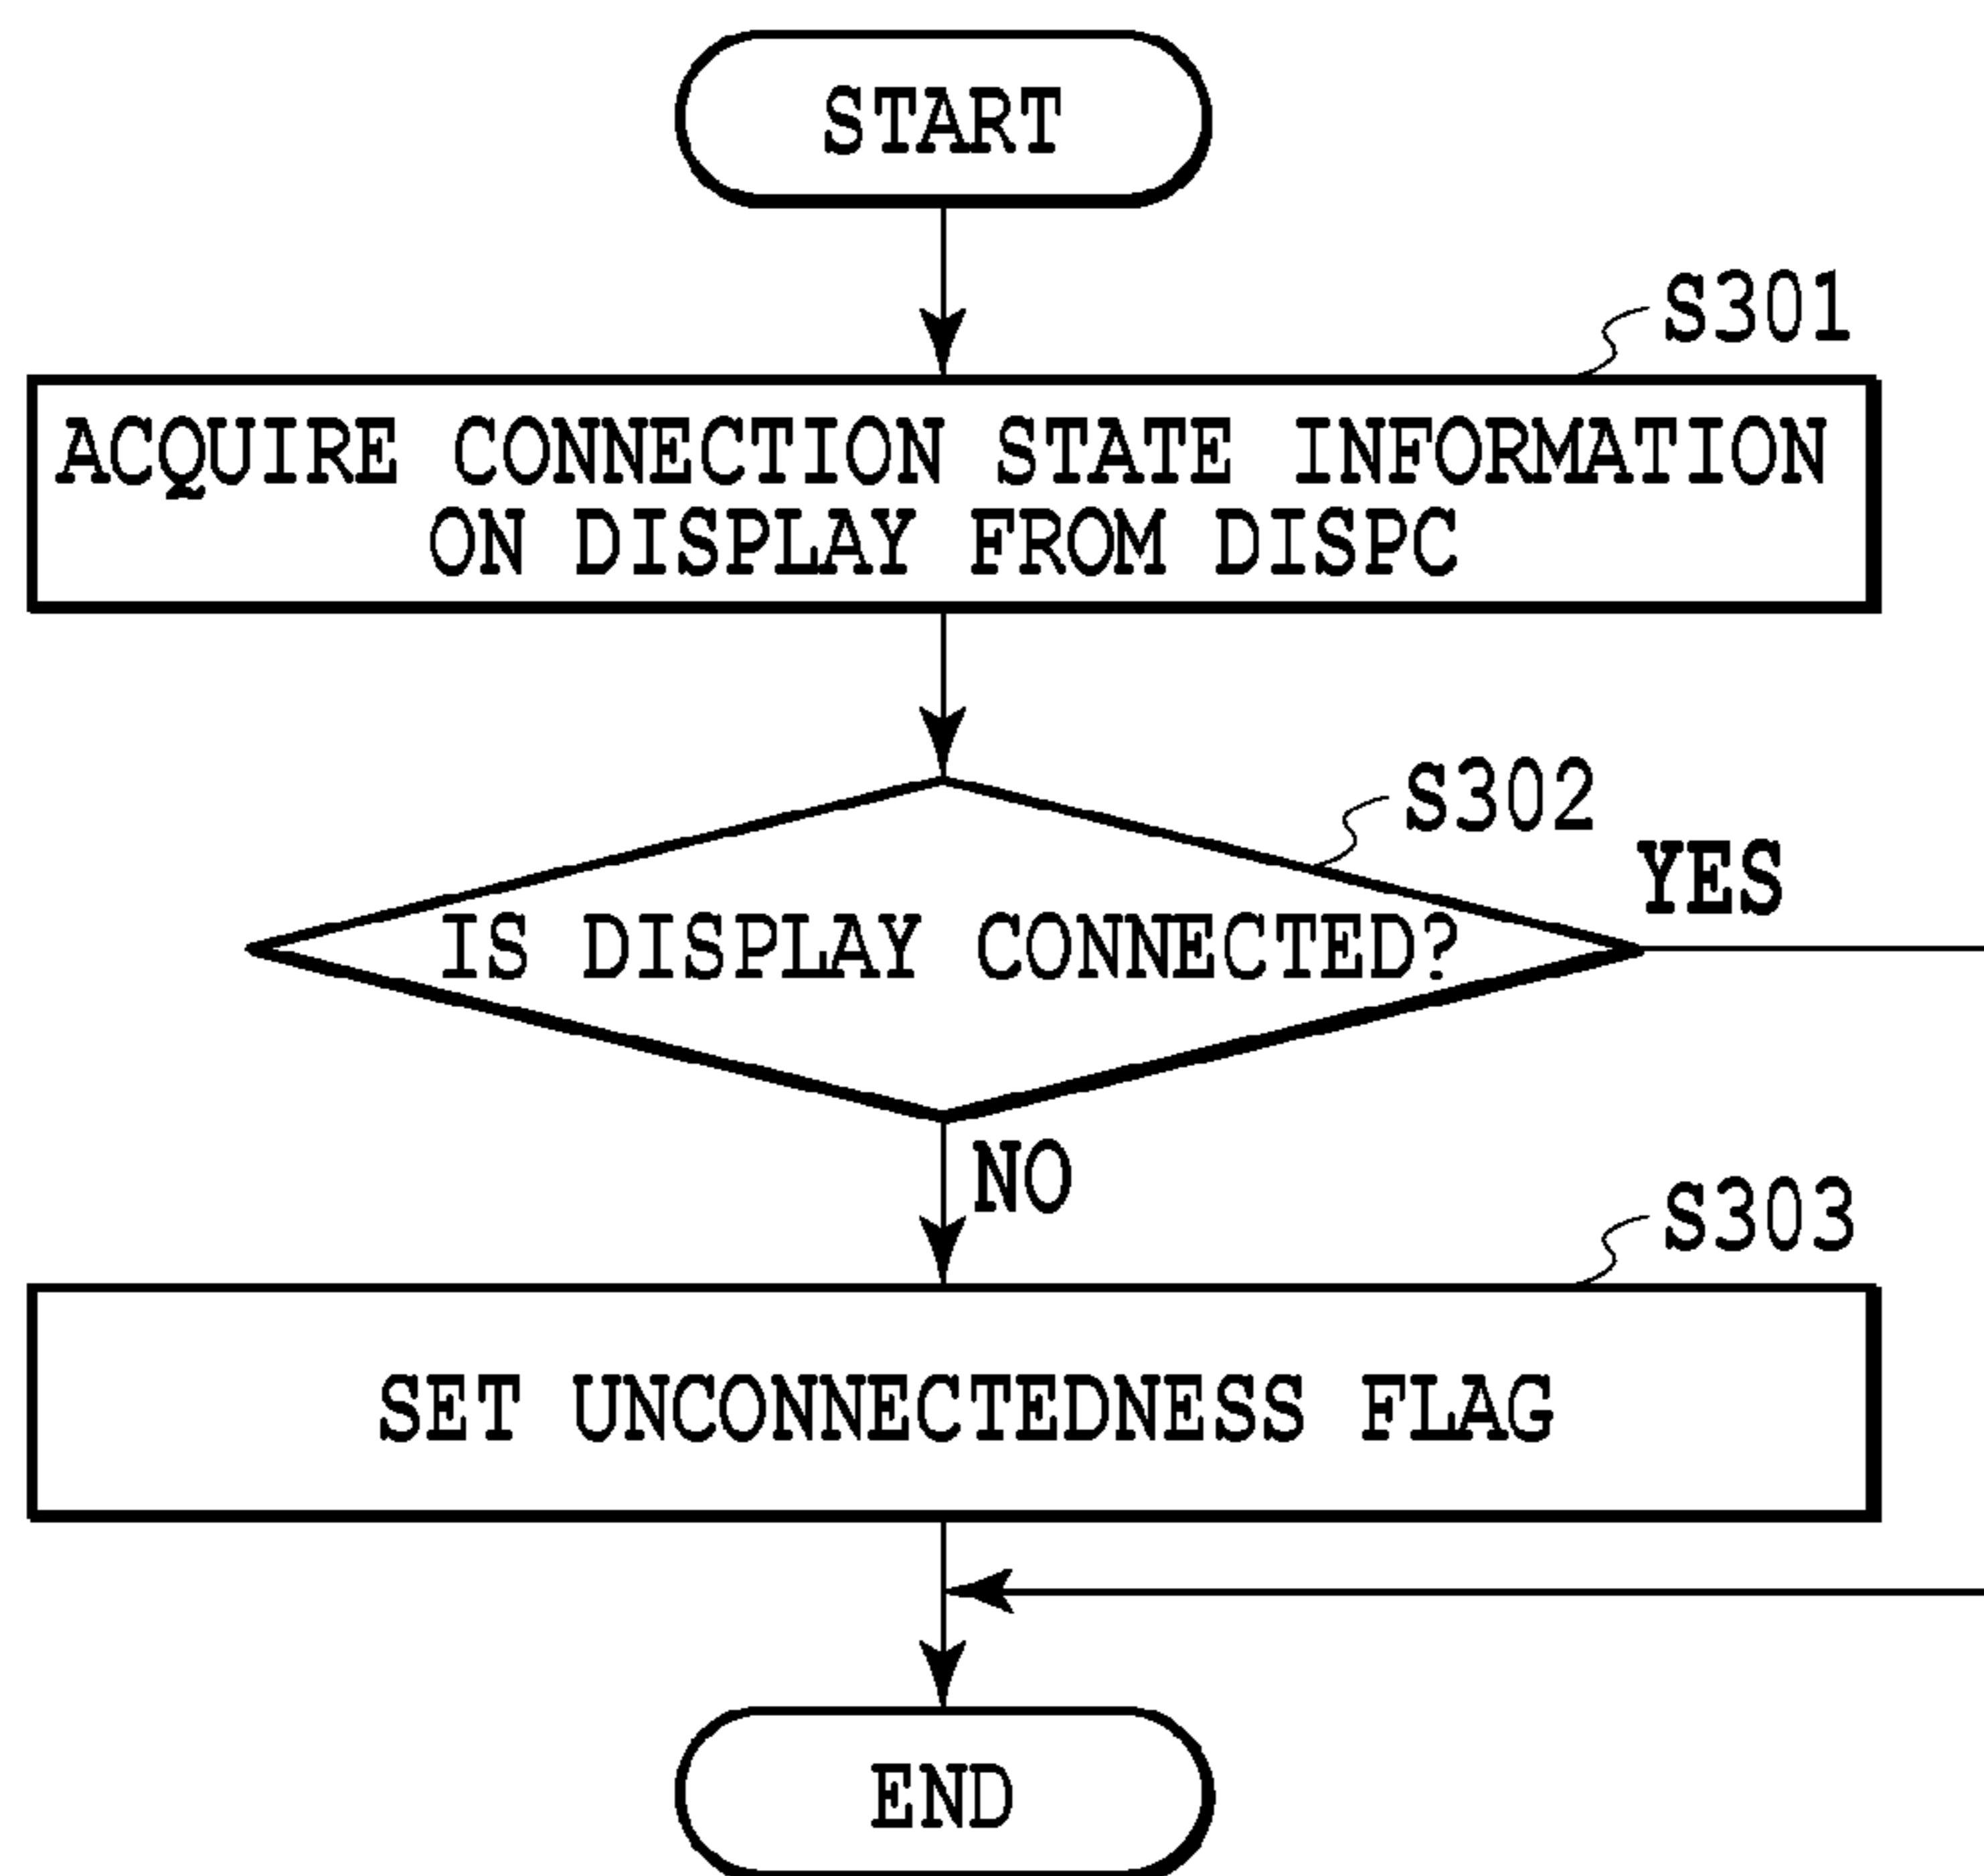 START
S301
ACQUIRE CONNECTION STATE INFORMATION
ON DISPLAY FROM DISPC
S302
YES
IS DISPLAY CONNECTED?
NO
S303
SET UNCONNECTEDNESS FLAG
END